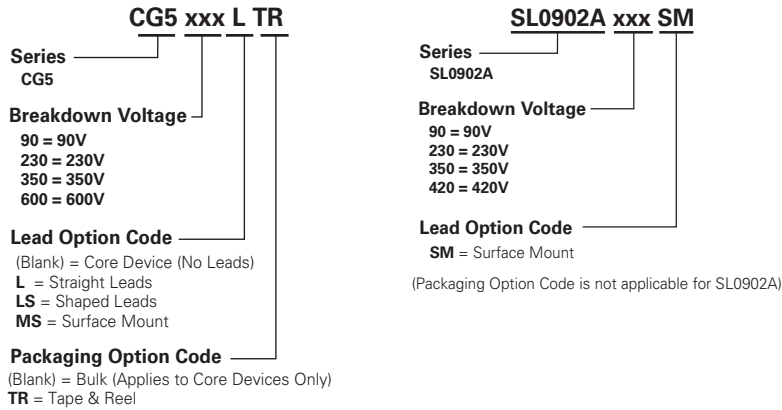 CG5 xxx L TR
Series
CG5
Breakdown Voltage
90 = 90V
230 = 230V
350 = 350V
600 = 600V
Lead Option Code
(Blank) = Core Device (No Leads)
L = Straight Leads
LS = Shaped Leads
MS = Surface Mount
Packaging Option Code
(Blank) = Bulk (Applies to Core Devices Only)
TR = Tape & Reel
SL0902A xxx SM
Series
SL0902A
Breakdown Voltage
90 = 90V
230 = 230V
350 = 350V
420 = 420V
Lead Option Code
SM = Surface Mount
(Packaging Option Code is not applicable for SL0902A)